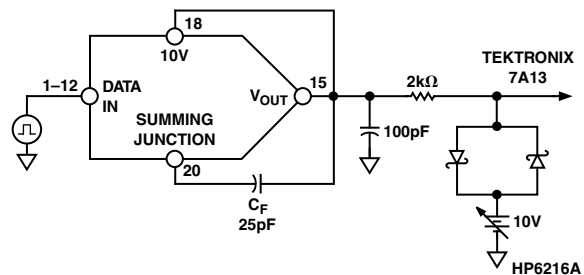 18
10V
1–12
DATA
IN
SUMMING
JUNCTION
20
V_OUT
15
C_F
25pF
100pF
2kΩ
TEKTRONIX
7A13
10V
HP6216A